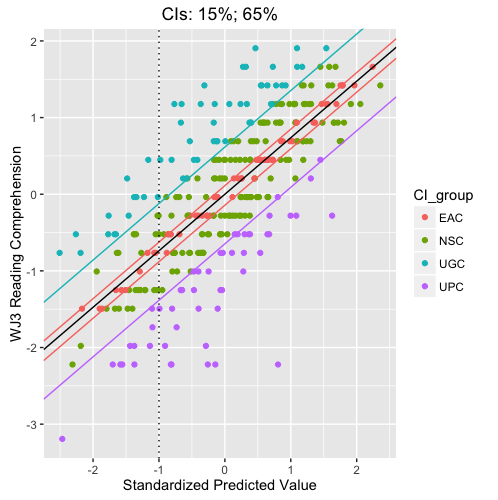 CIs: 15%; 65%
WJ3 Reading Comprehension
2
1
0
-1
-2
-3
-2
-1
0
1
2
Standardized Predicted Value
CI_group
EAC
NSC
UGC
UPC